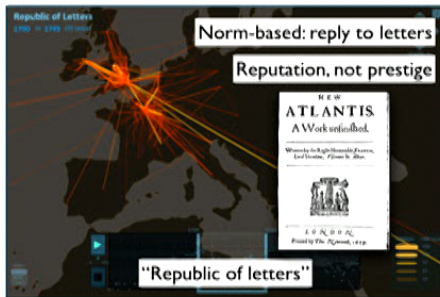 Republic of Letters
Norm-based: reply to letters
Reputation, not prestige
NEW
ATLANTIS.
A Work unfinished.
LONDON
"Republic of letters"